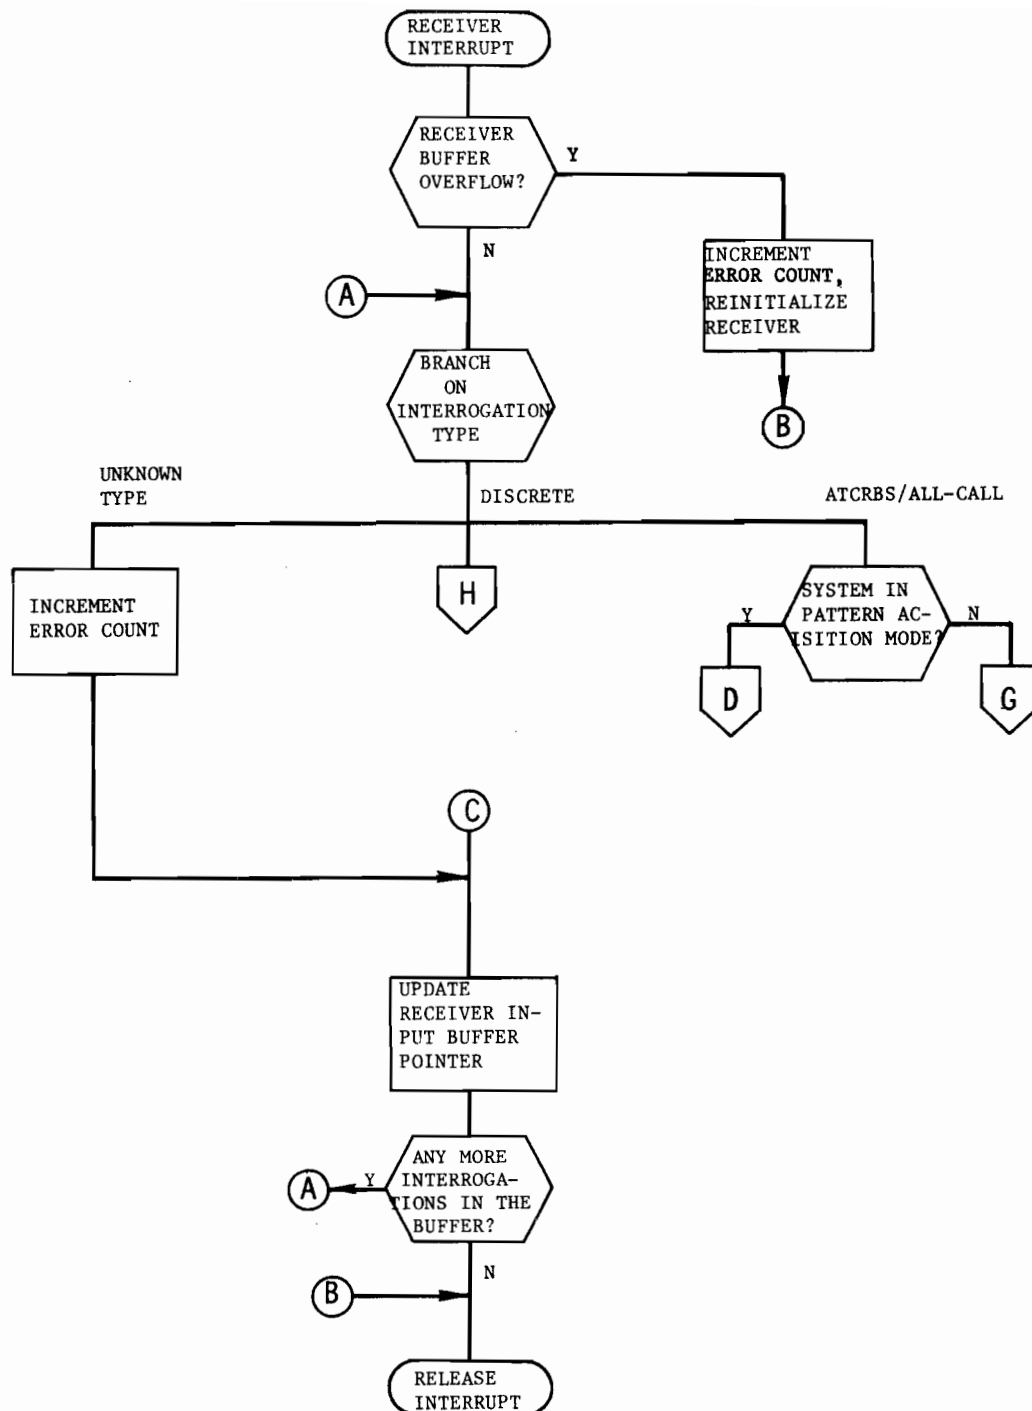 RECEIVER
INTERRUPT
RECEIVER
BUFFER
OVERFLOW?
Y
N
INCREMENT
ERROR COUNT,
REINITIALIZE
RECEIVER
A
B
BRANCH
ON
INTERROGATION
TYPE
UNKNOWN
TYPE
DISCRETE
ATCRBS/ALL-CALL
INCREMENT
ERROR COUNT
H
SYSTEM IN
PATTERN AC-
ISITION MODE?
Y
N
D
G
C
UPDATE
RECEIVER IN-
PUT BUFFER
POINTER
ANY MORE
INTERROGA-
TIONS IN THE
BUFFER?
Y
A
N
B
RELEASE
INTERRUPT